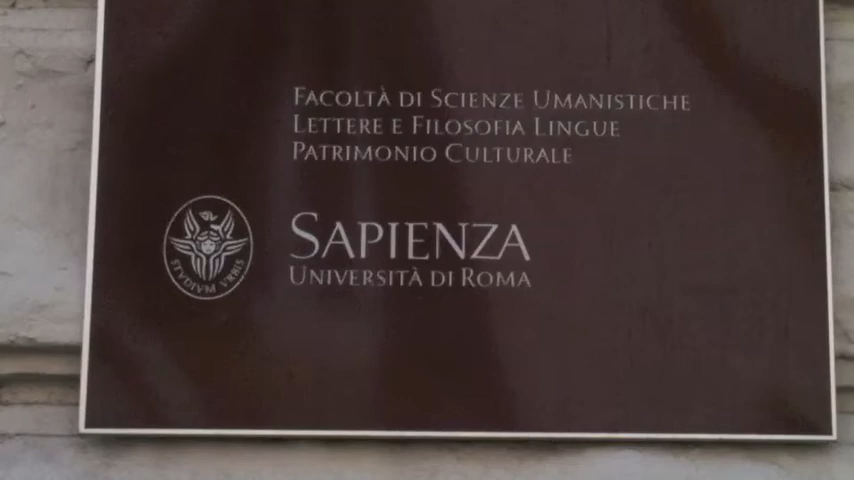 FACOLTÀ DI SCIENZE UMANISTICHE
LETTERE E FILOSOFIA LINGUE
PATRIMONIO CULTURALE
SAPIENZA
UNIVERSITÀ DI ROMA
STVDIVM VRBIS